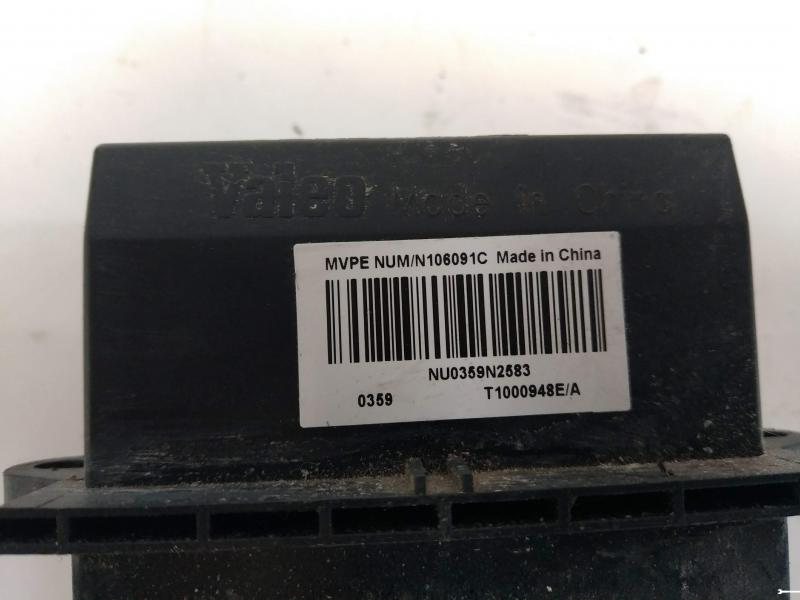 Valeo Made in China
MVPE NUM/N106091C Made in China
NU0359N2583
0359 T1000948E/A